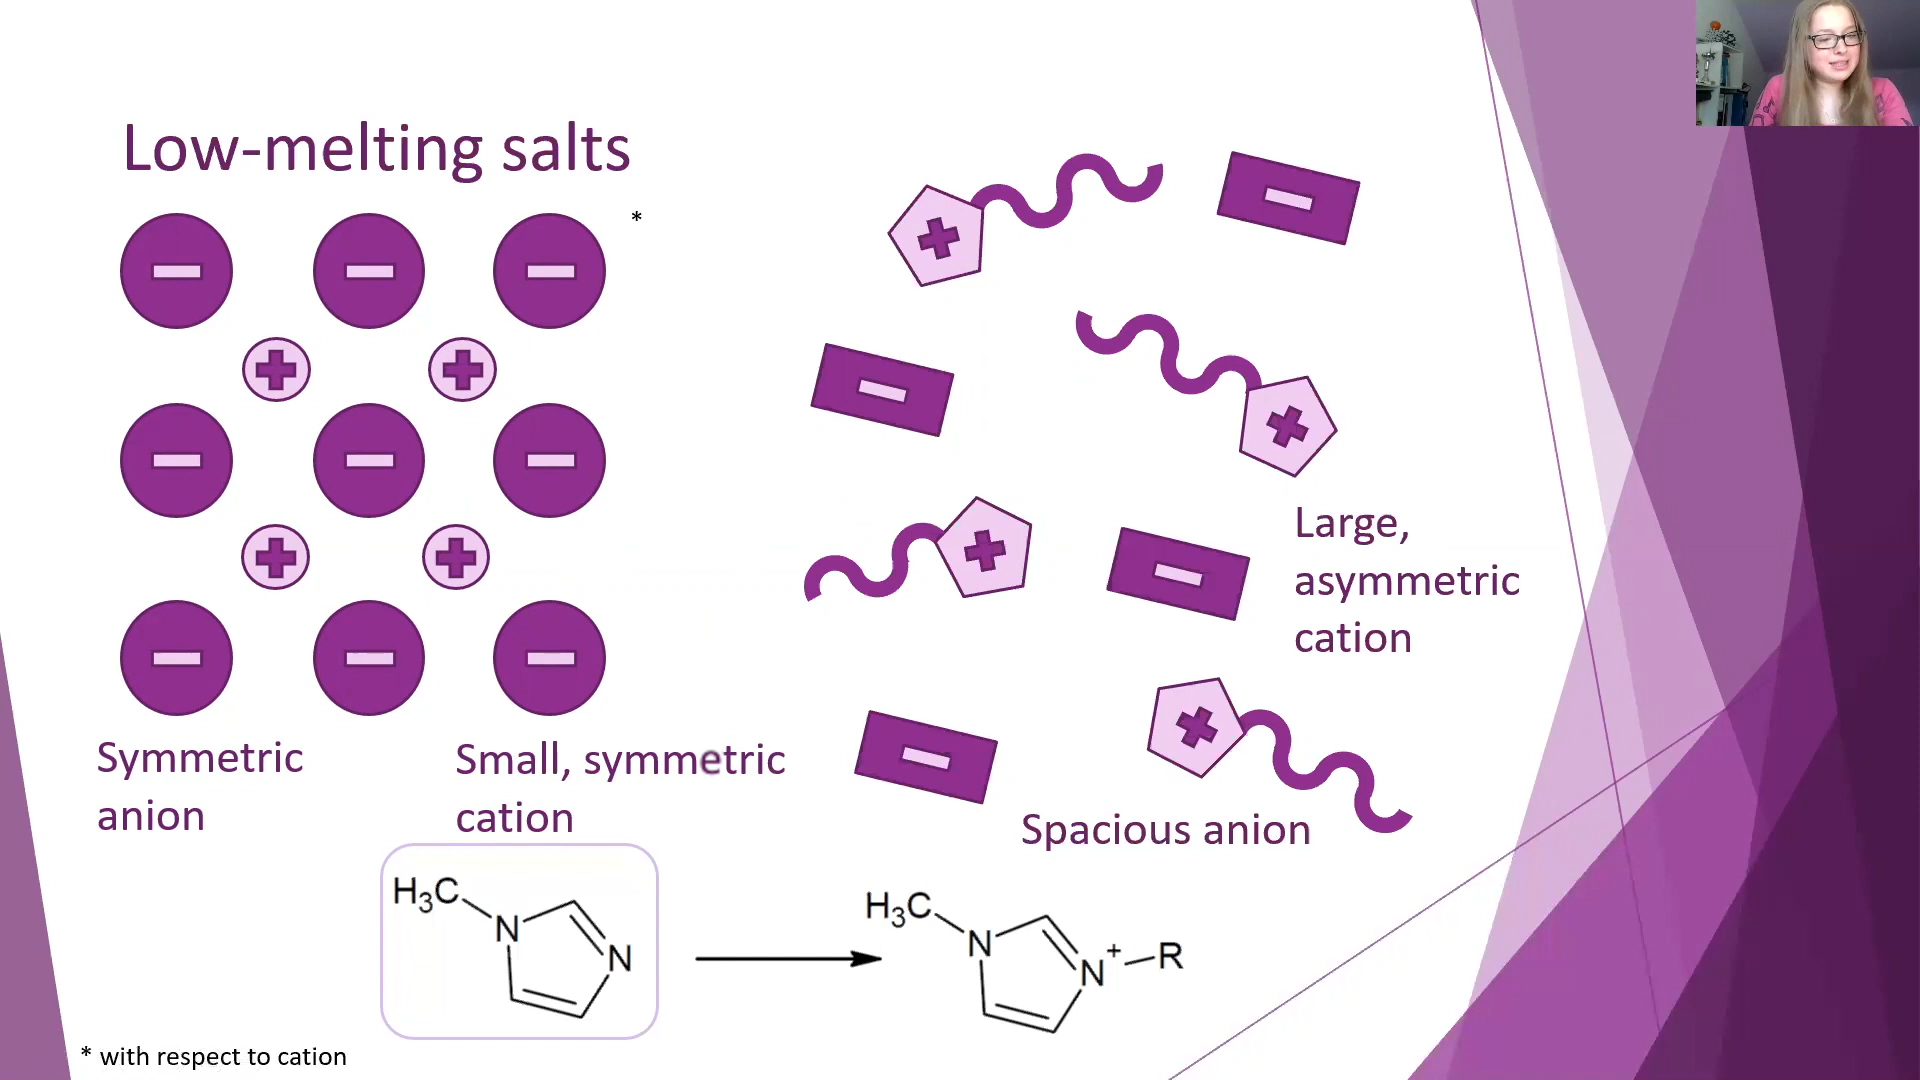 Low-melting salts
*
Large,
asymmetric
cation
Symmetric
anion
Small, symmetric
cation
Spacious anion
H3C
N
N
H3C
N
N+
R
* with respect to cation